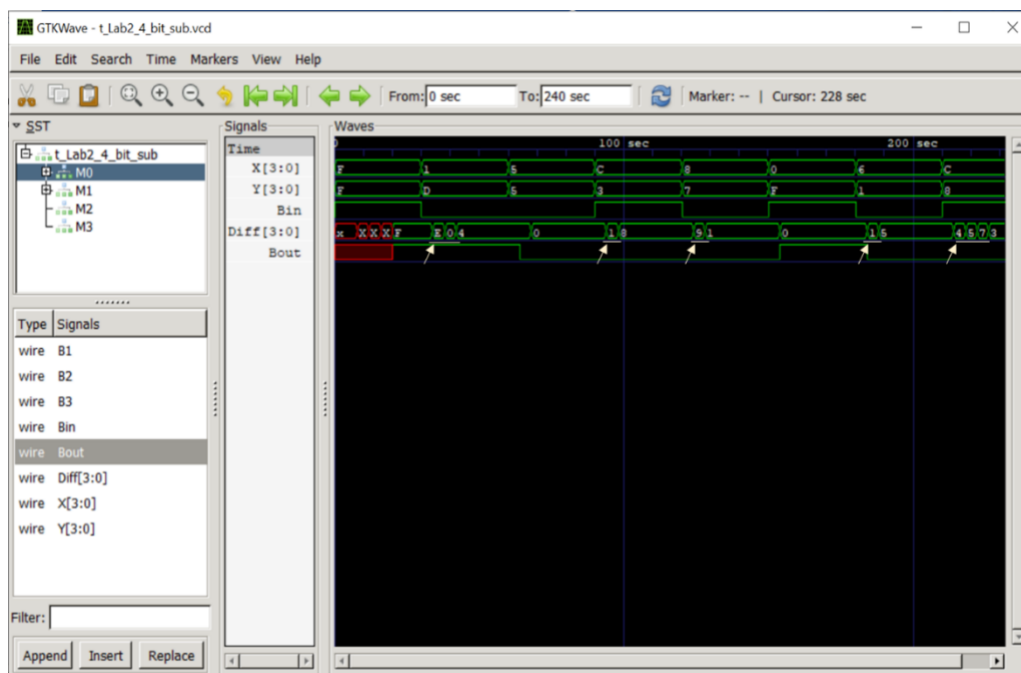 GTKWave - t_Lab2_4_bit_sub.vcd
File Edit Search Time Markers View Help
From: 0 sec To: 240 sec Marker: -- | Cursor: 228 sec
SST
t_Lab2_4_bit_sub
M0
M1
M2
M3
Type Signals
wire B1
wire B2
wire B3
wire Bin
wire Bout
wire Diff[3:0]
wire X[3:0]
wire Y[3:0]
Filter:
Append Insert Replace
Signals
Time
X[3:0]
Y[3:0]
Bin
Diff[3:0]
Bout
Waves
100 sec 200 sec
F 1 5 C 8 0 6 C
F D 5 3 7 F 1 8
x X X X F E 0 4 0 1 8 9 1 0 1 5 4 5 7 3